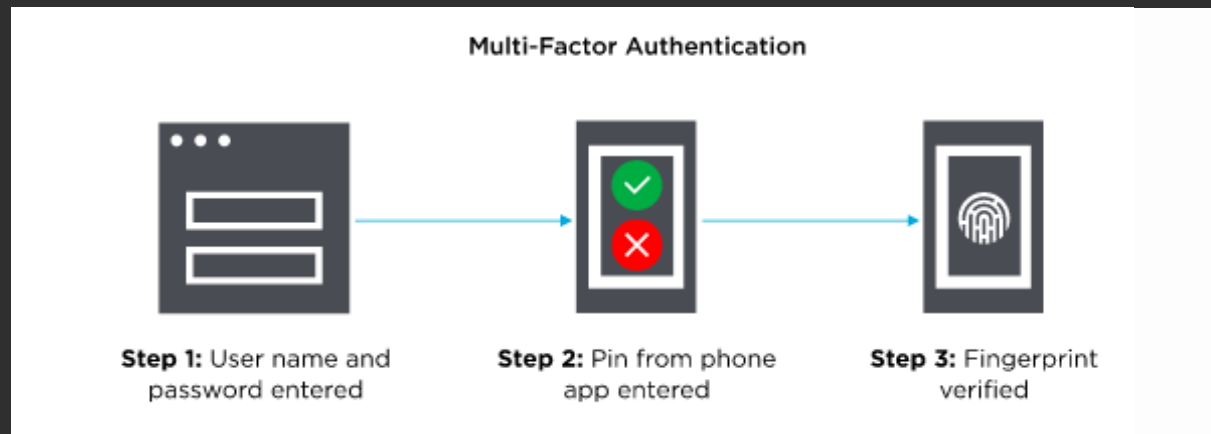 Multi-Factor Authentication
Step 1: User name and
password entered
Step 2: Pin from phone
app entered
Step 3: Fingerprint
verified